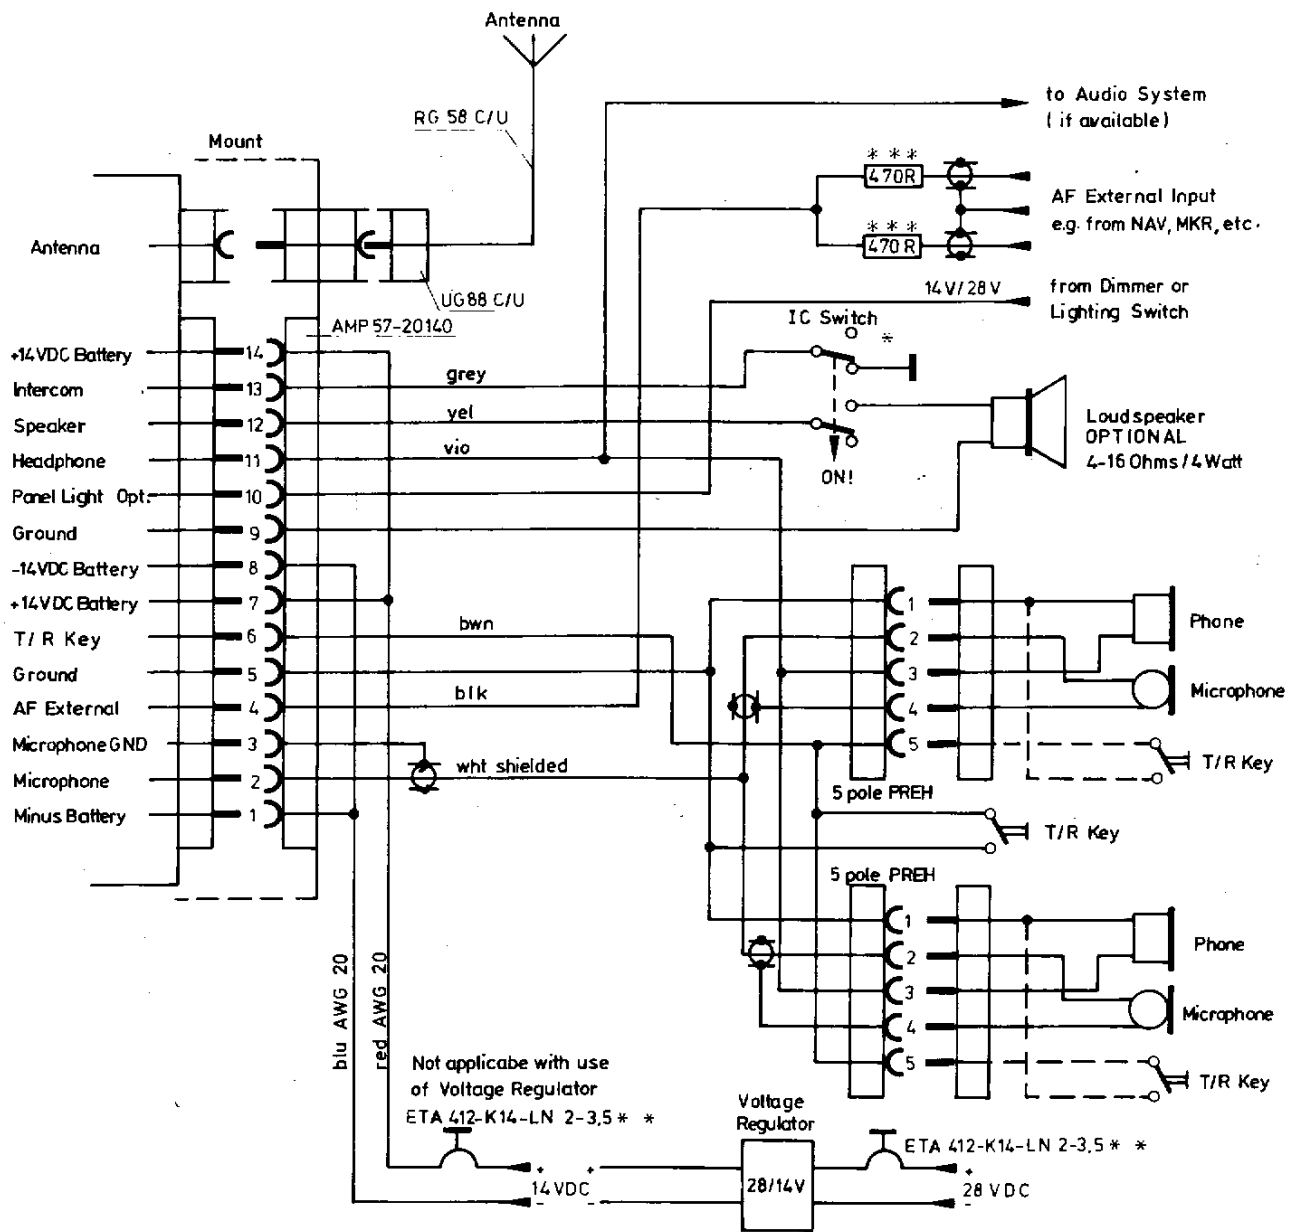 Antenna
RG 58 C/U
to Audio System
( if available)
Mount
* * *
470R
AF External Input
e.g. from NAV, MKR, etc.
* * *
470 R
Antenna
UG88 C/U
14V/28V
from Dimmer or
Lighting Switch
AMP 57-20140
IC Switch
*
+14VDC Battery
14
Intercom
13
grey
Speaker
12
yel
Loudspeaker
OPTIONAL
4-16 Ohms / 4 Watt
Headphone
11
vio
ON!
Panel Light Opt.
10
Ground
9
-14VDC Battery
8
+14VDC Battery
7
1
Phone
T/R Key
6
bwn
2
Ground
5
3
AF External
4
blk
4
Microphone
Microphone GND
3
5
T/R Key
Microphone
2
wht shielded
5 pole PREH
Minus Battery
1
T/R Key
5 pole PREH
1
Phone
2
3
4
Microphone
5
T/R Key
blu AWG 20
red AWG 20
Not applicabe with use
of Voltage Regulator
ETA 412-K14-LN 2-3,5 * *
Voltage
Regulator
ETA 412-K14-LN 2-3,5 * *
+ +
14VDC
- -
28/14V
+
28 VDC
-